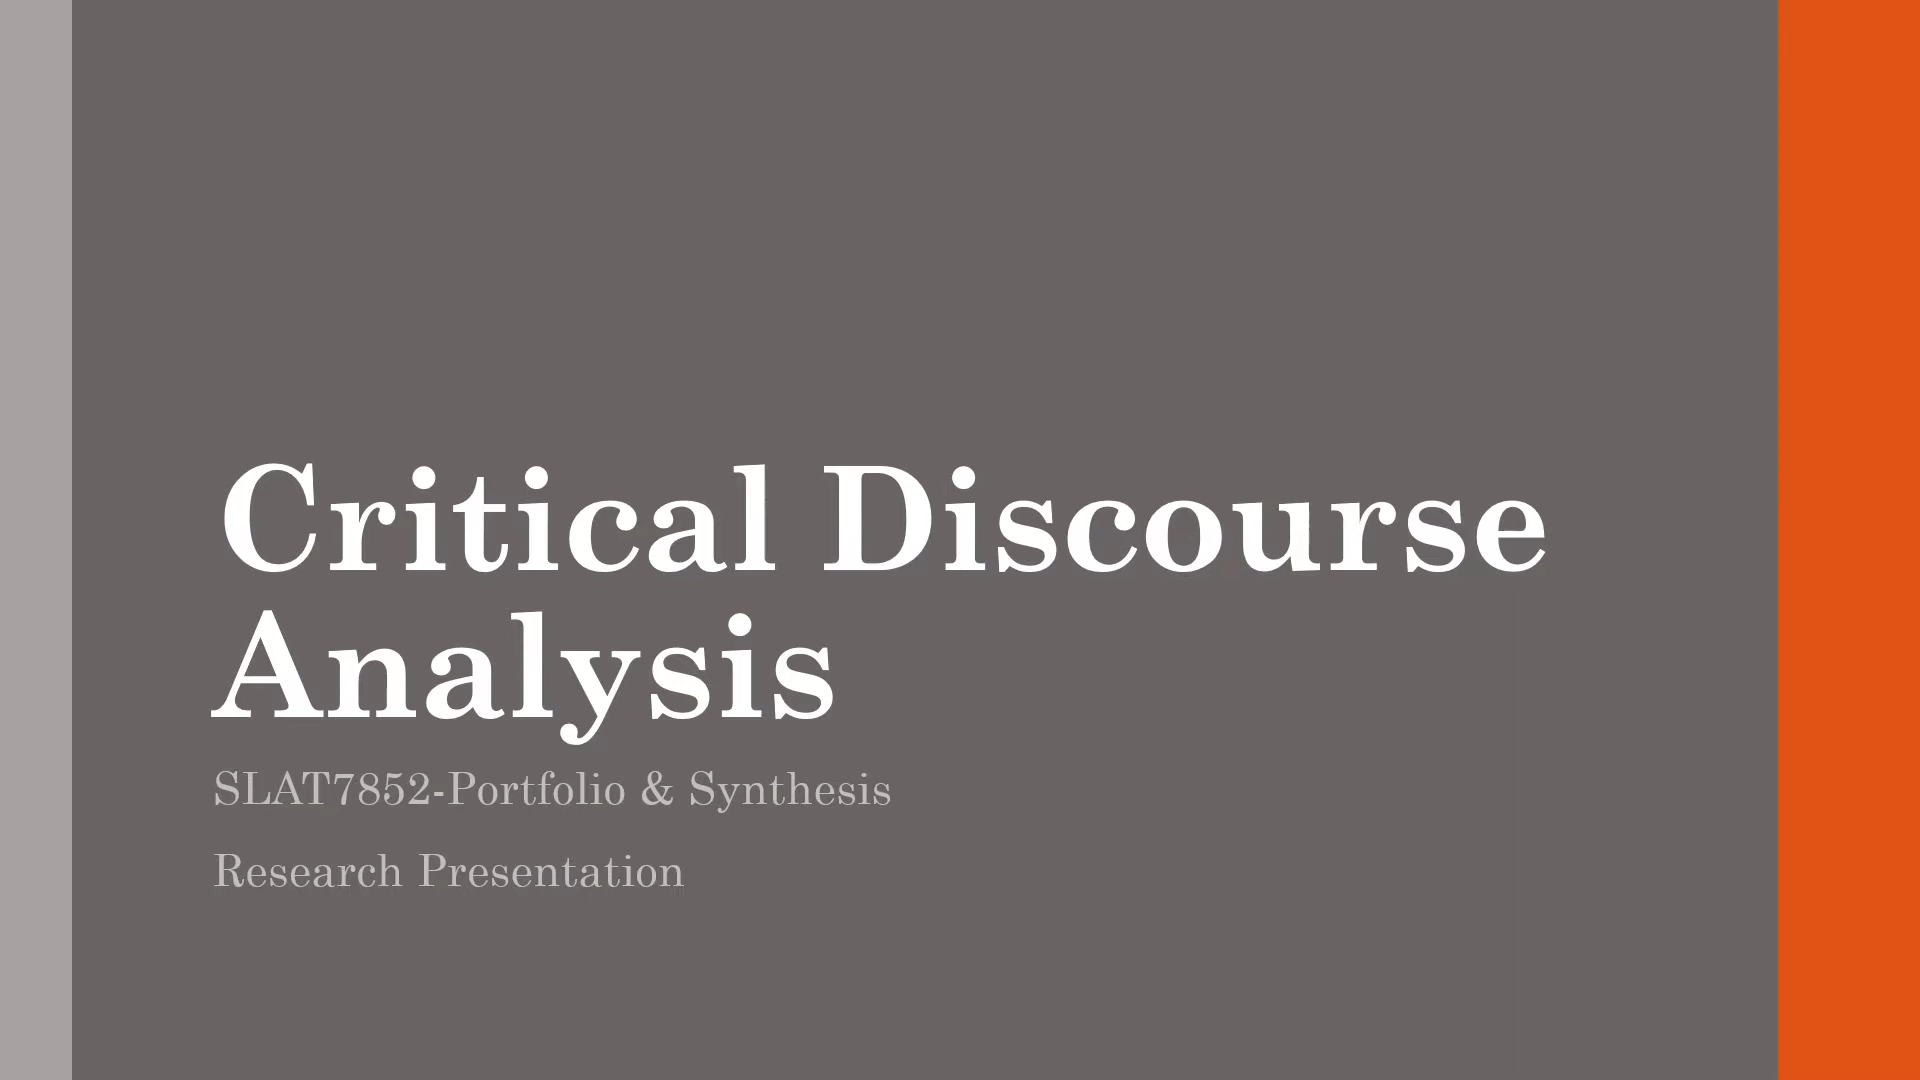 Critical Discourse
Analysis
SLAT7852-Portfolio & Synthesis
Research Presentation